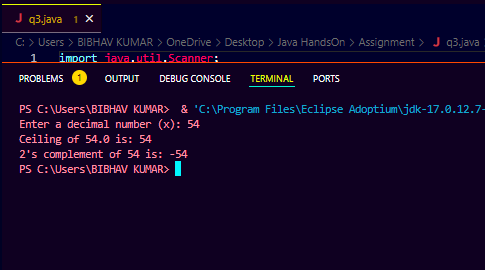 J q3.java 1 ×
C: > Users > BIBHAV KUMAR > OneDrive > Desktop > Java HandsOn > Assignment > J q3.java
1 import java.util.Scanner;
PROBLEMS 1 OUTPUT DEBUG CONSOLE TERMINAL PORTS
PS C:\Users\BIBHAV KUMAR> & 'C:\Program Files\Eclipse Adoptium\jdk-17.0.12.7-
Enter a decimal number (x): 54
Ceiling of 54.0 is: 54
2's complement of 54 is: -54
PS C:\Users\BIBHAV KUMAR>